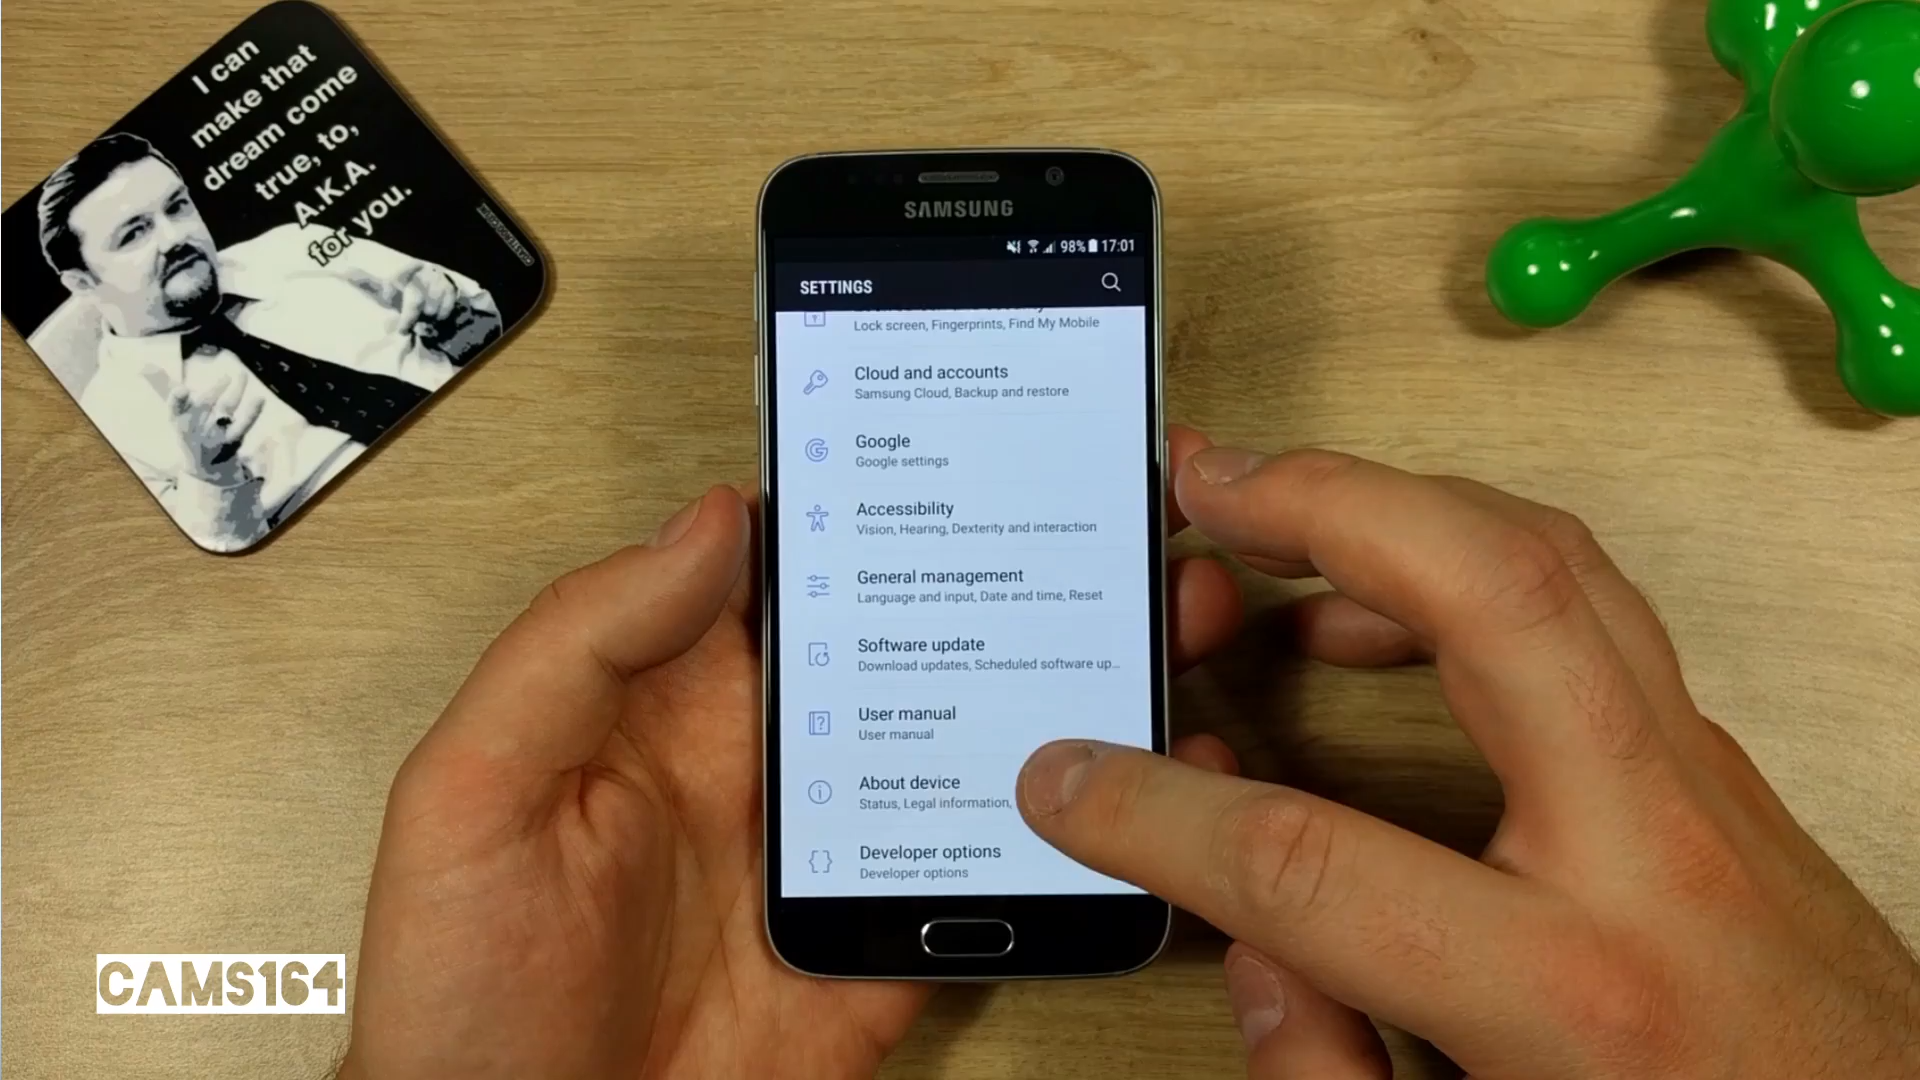 I can
make that
dream come
true, to,
A.K.A.
for you.
SAMSUNG
98% 17:01
SETTINGS
Lock screen, Fingerprints, Find My Mobile
Cloud and accounts
Samsung Cloud, Backup and restore
Google
Google settings
Accessibility
Vision, Hearing, Dexterity and interaction
General management
Language and input, Date and time, Reset
Software update
Download updates, Scheduled software up...
User manual
User manual
About device
Status, Legal information,
Developer options
Developer options
CAMS164